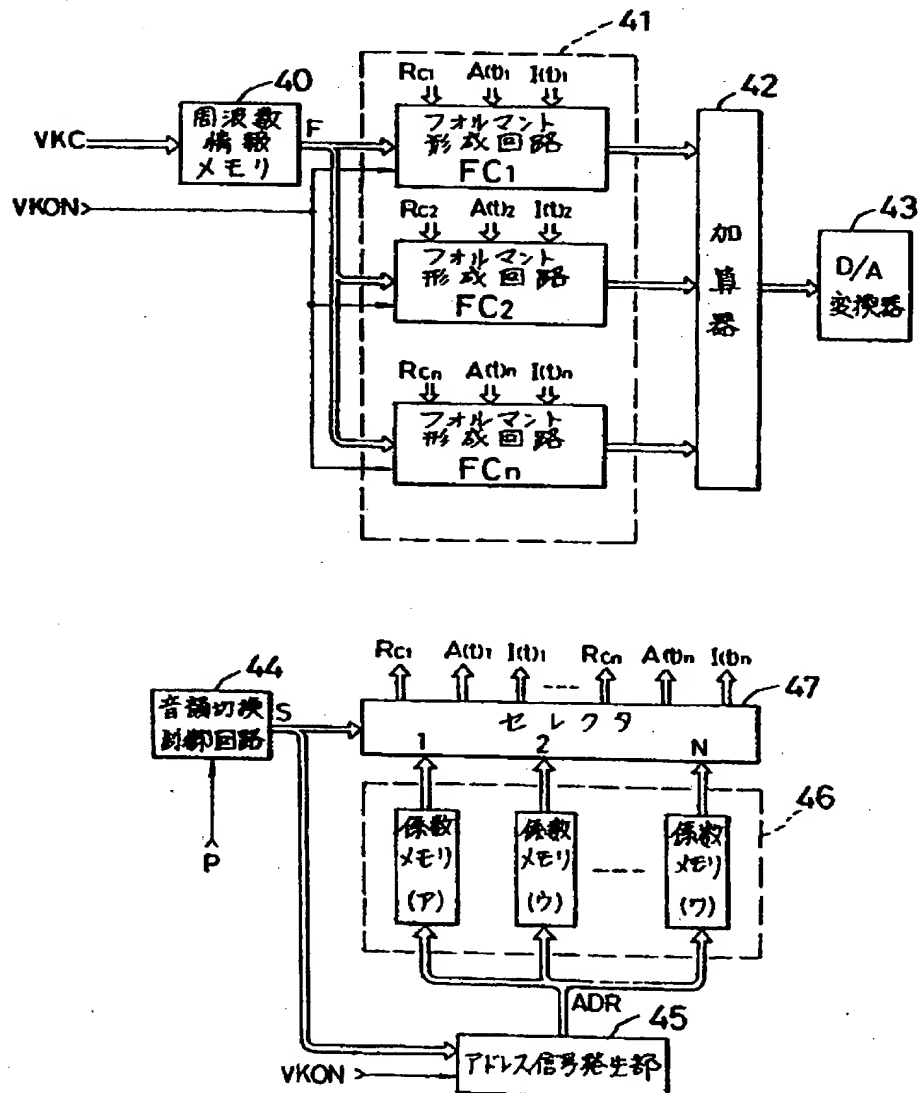 41
40
RC1 A(t)1 I(t)1
42
VKC
周波数
情報
メモリ
F
フォルマント
形成回路
FC1
VKON
RC2 A(t)2 I(t)2
フォルマント
形成回路
FC2
加算器
43
D/A
変換器
RCn A(t)n I(t)n
フォルマント
形成回路
FCn
RC1 A(t)1 I(t)1 ---- RCn A(t)n I(t)n
44
47
音韻切換
制御回路
S
セレクタ
1 2 N
P
46
係数
メモリ
(ア)
係数
メモリ
(ウ)
----
係数
メモリ
(ワ)
ADR
45
VKON
アドレス信号発生部